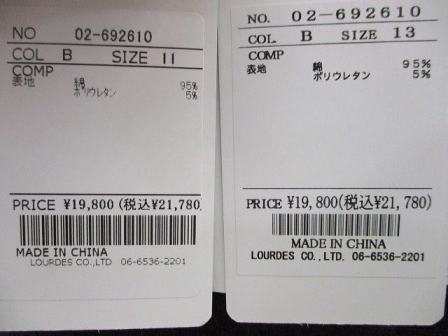 NO 02-692610
COL B SIZE 11
COMP
表地 綿 95%
ポリウレタン 5%
PRICE ¥19,800(税込¥21,780)
MADE IN CHINA
LOURDES CO.,LTD 06-6536-2201
NO. 02-692610
COL. B SIZE 13
COMP
表地 綿 95%
ポリウレタン 5%
PRICE ¥19,800(税込¥21,780)
MADE IN CHINA
LOURDES CO.,LTD. 06-6536-2201